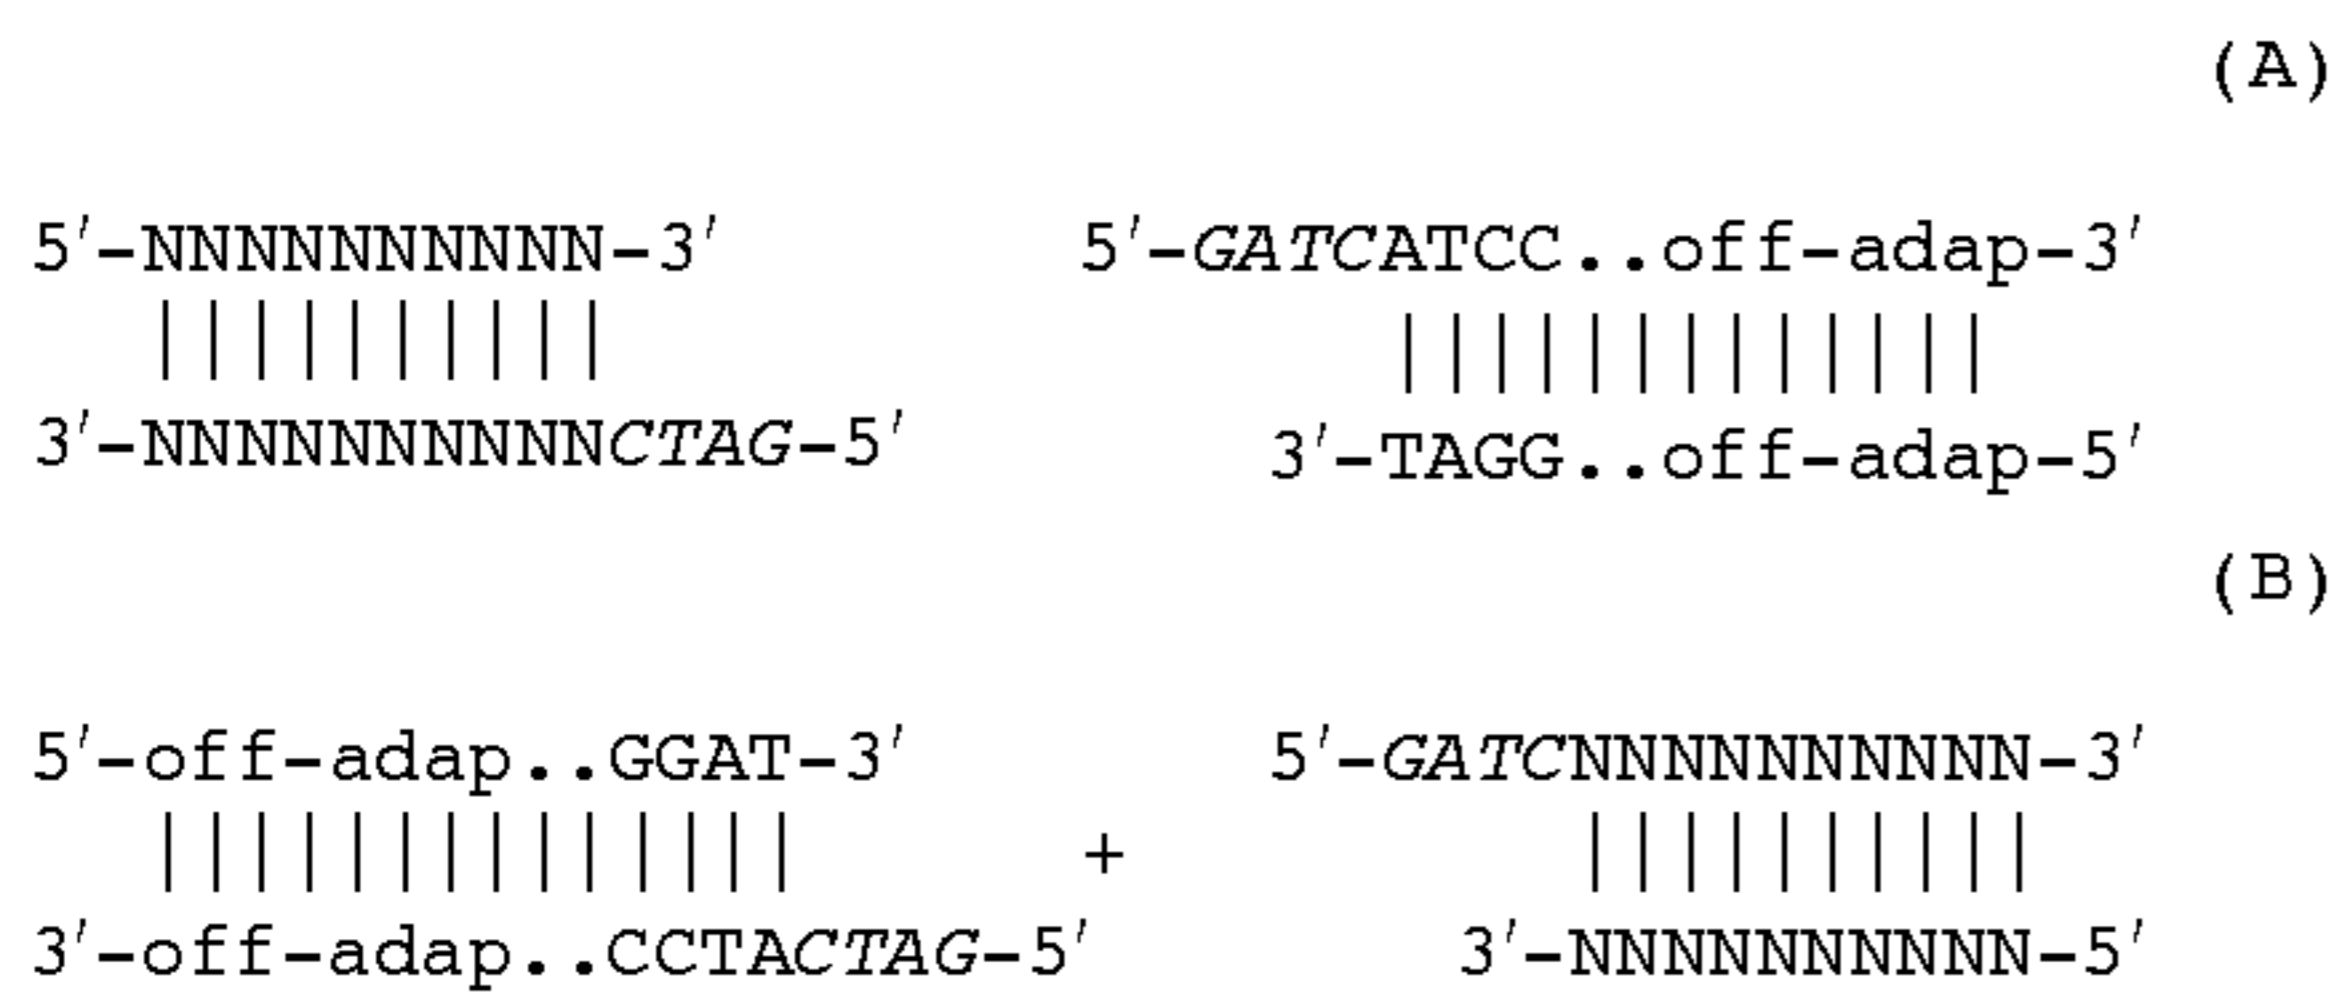 (A)
5′-NNNNNNNNNN-3′ 5′-GATCATCC..off-adap-3′
3′-NNNNNNNNNNCTAG-5′ 3′-TAGG..off-adap-5′
(B)
5′-off-adap..GGAT-3′ 5′-GATCNNNNNNNNNN-3′
+
3′-off-adap..CCTACTAG-5′ 3′-NNNNNNNNNN-5′